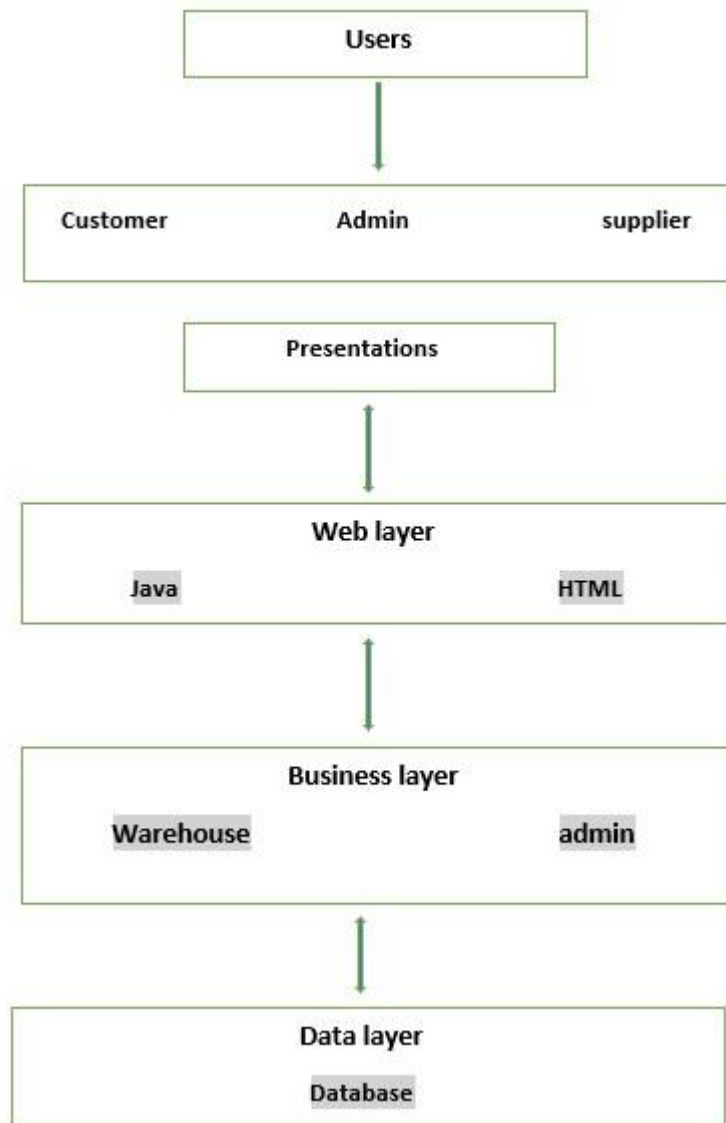 Users
Customer Admin supplier
Presentations
Web layer
Java HTML
Business layer
Warehouse admin
Data layer
Database